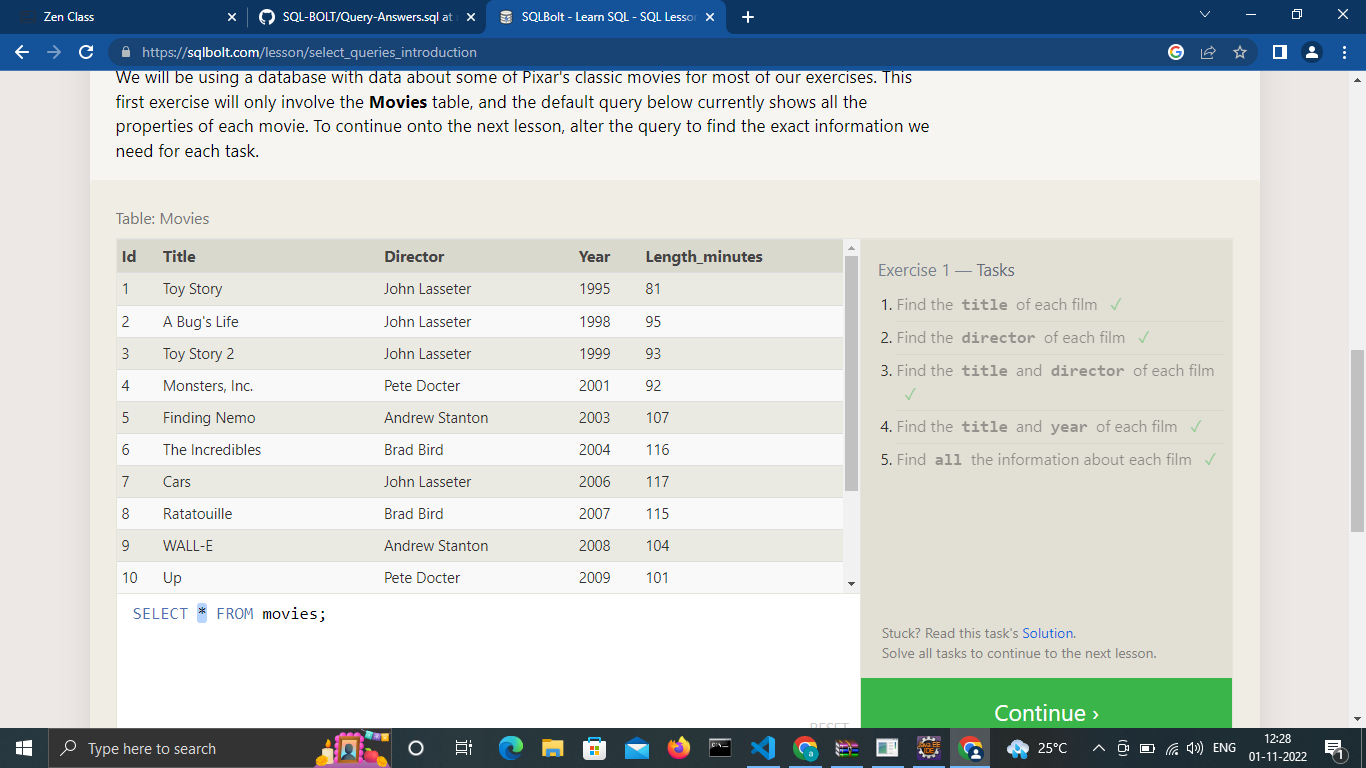 Zen Class
SQL-BOLT/Query-Answers.sql at
SQLBolt - Learn SQL - SQL Lesson
https://sqlbolt.com/lesson/select_queries_introduction
We will be using a database with data about some of Pixar's classic movies for most of our exercises. This
first exercise will only involve the Movies table, and the default query below currently shows all the
properties of each movie. To continue onto the next lesson, alter the query to find the exact information we
need for each task.
Table: Movies
Id Title Director Year Length_minutes
1 Toy Story John Lasseter 1995 81
2 A Bug's Life John Lasseter 1998 95
3 Toy Story 2 John Lasseter 1999 93
4 Monsters, Inc. Pete Docter 2001 92
5 Finding Nemo Andrew Stanton 2003 107
6 The Incredibles Brad Bird 2004 116
7 Cars John Lasseter 2006 117
8 Ratatouille Brad Bird 2007 115
9 WALL-E Andrew Stanton 2008 104
10 Up Pete Docter 2009 101
SELECT * FROM movies;
RESET
Exercise 1 — Tasks
1. Find the title of each film ✓
2. Find the director of each film ✓
3. Find the title and director of each film
✓
4. Find the title and year of each film ✓
5. Find all the information about each film ✓
Stuck? Read this task's Solution.
Solve all tasks to continue to the next lesson.
Continue ›
Type here to search
25°C
ENG
12:28
01-11-2022
1